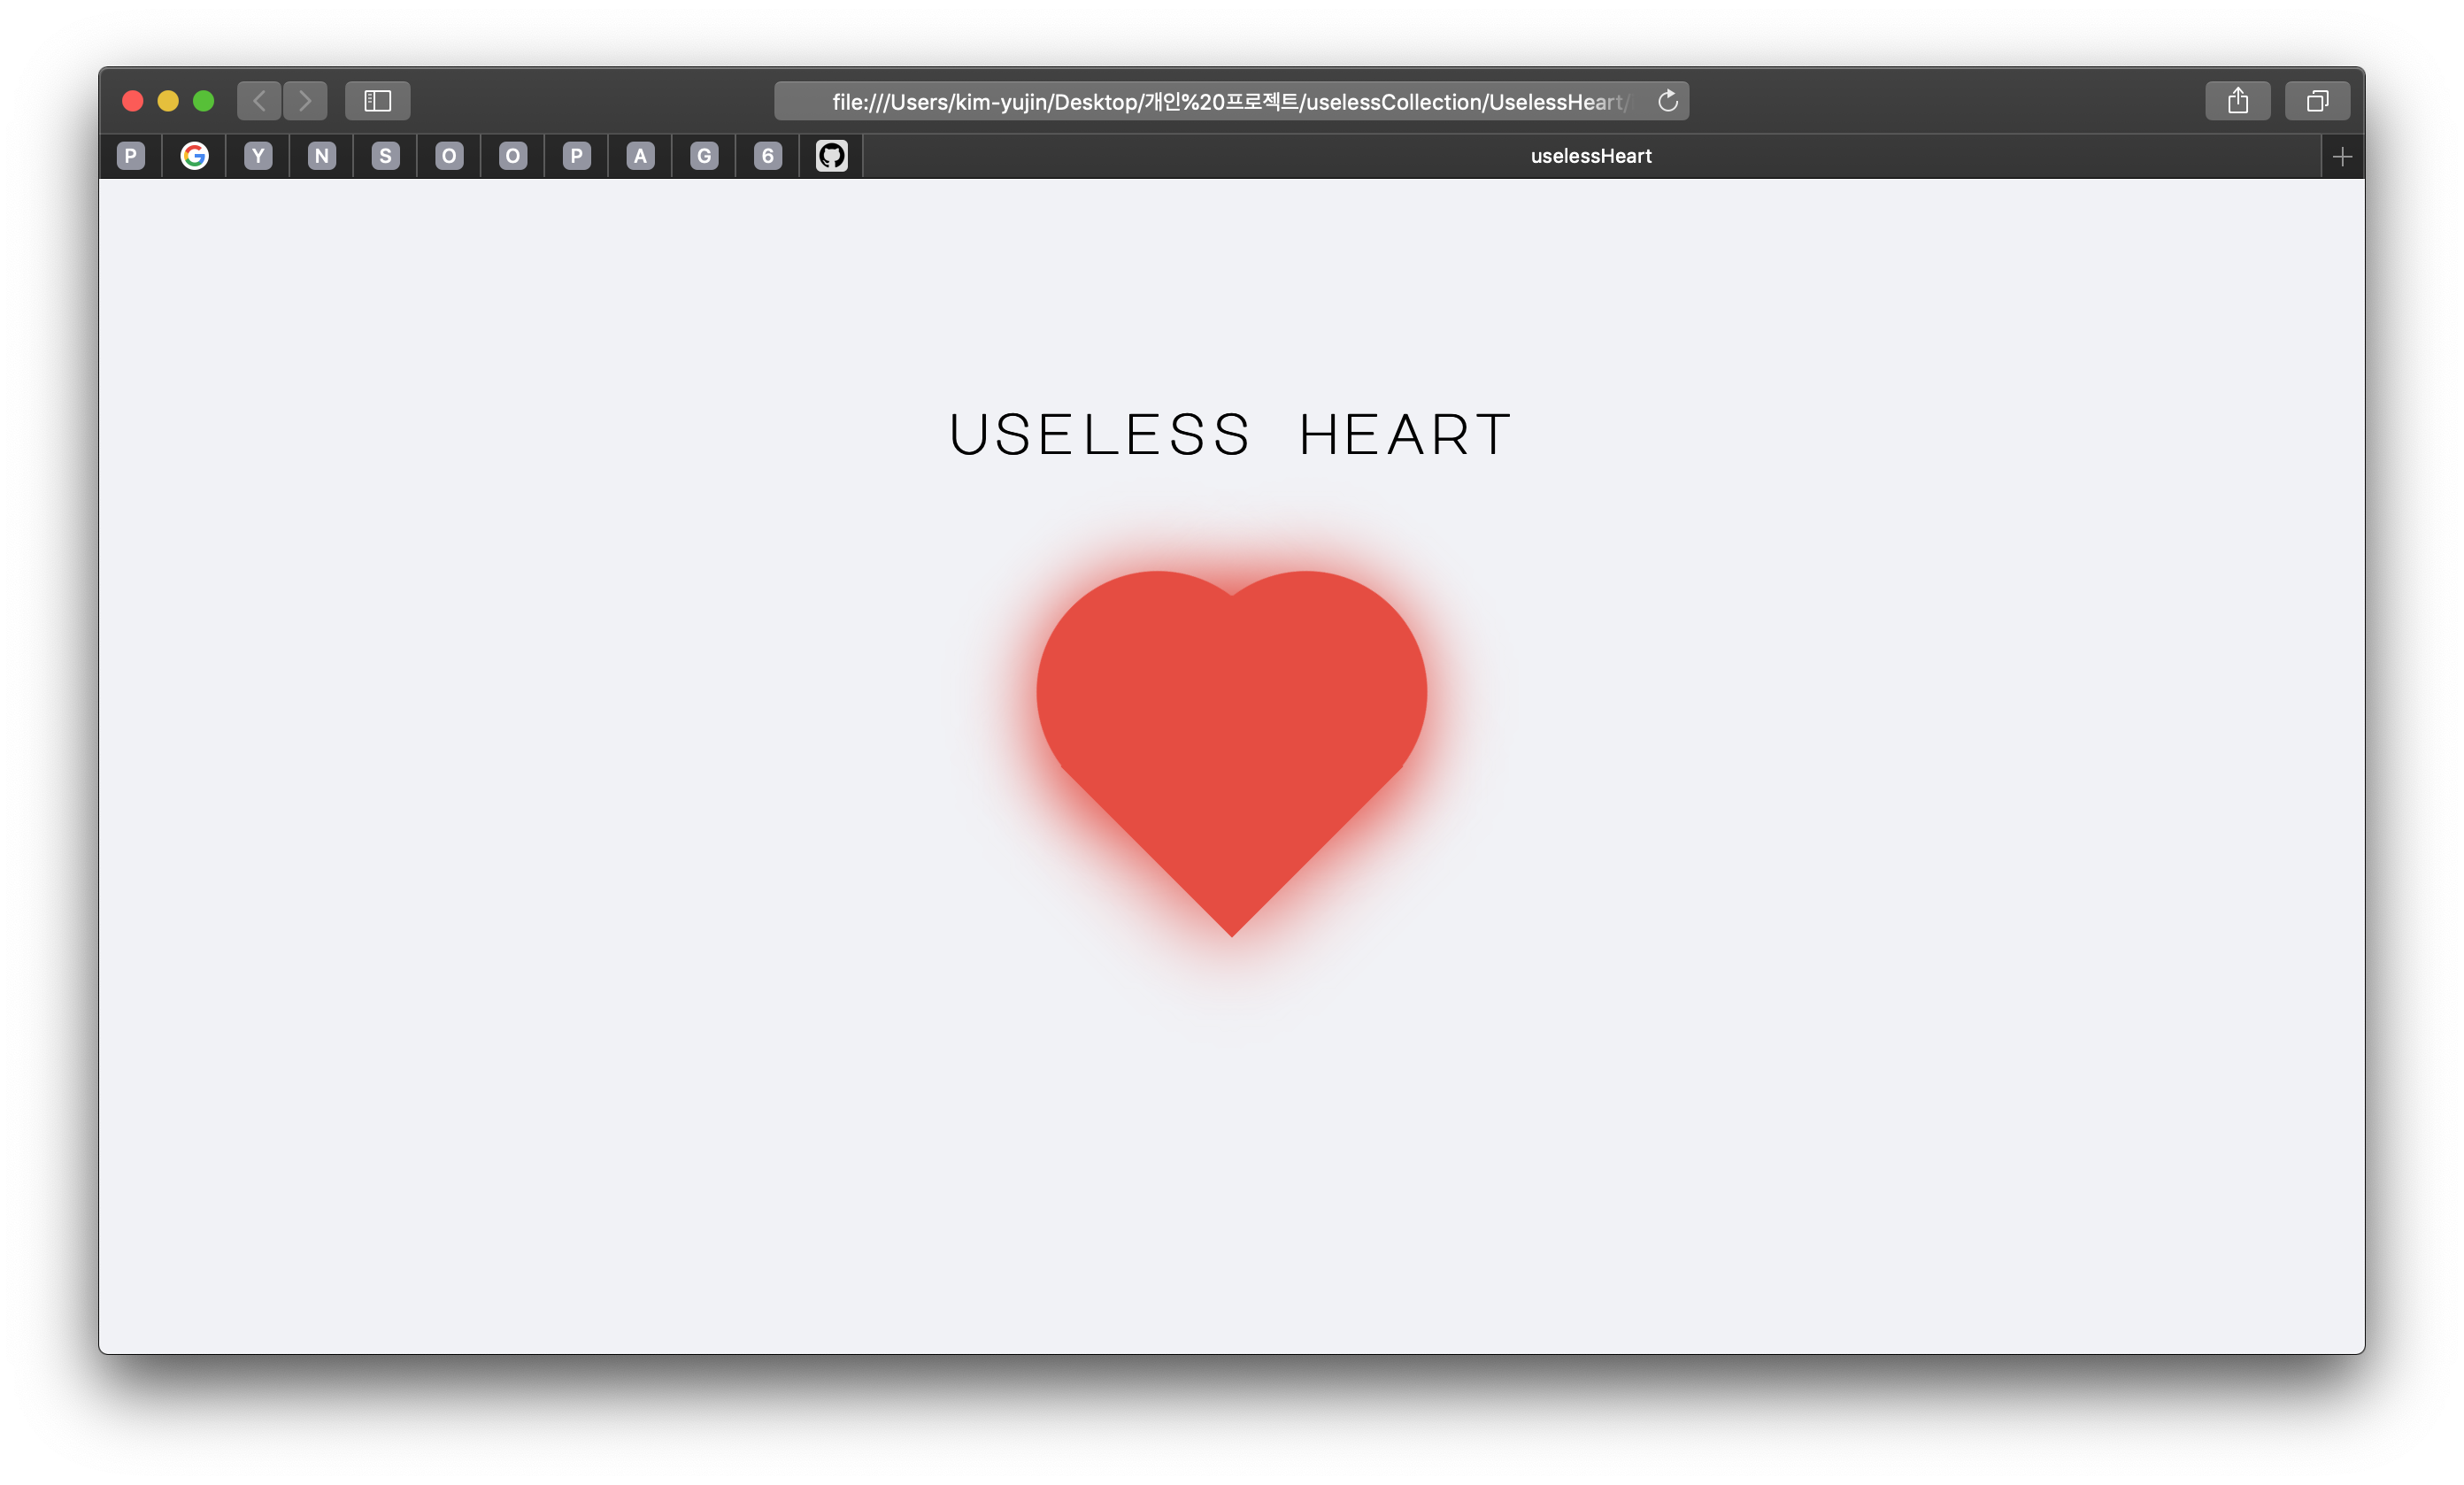 file:///Users/kim-yujin/Desktop/개인%20프로젝트/uselessCollection/UselessHeart/
P G Y N S O O P A G 6 uselessHeart
USELESS HEART